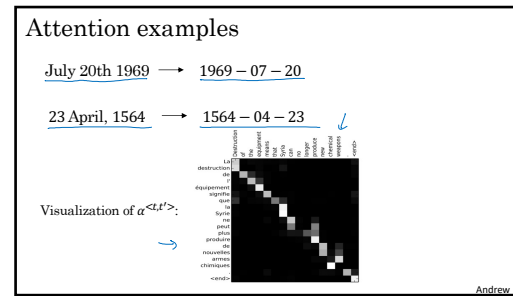 Attention examples
July 20th 1969 ⟶ 1969 – 07 – 20
23 April, 1564 ⟶ 1564 – 04 – 23
Destruction of the equipment means that Syria can no longer produce new chemical weapons . <end>
La
destruction
de
l'
équipement
signifie
que
la
Syrie
ne
peut
plus
produire
de
nouvelles
armes
chimiques
.
<end>
Visualization of α<t,t′>:
Andrew